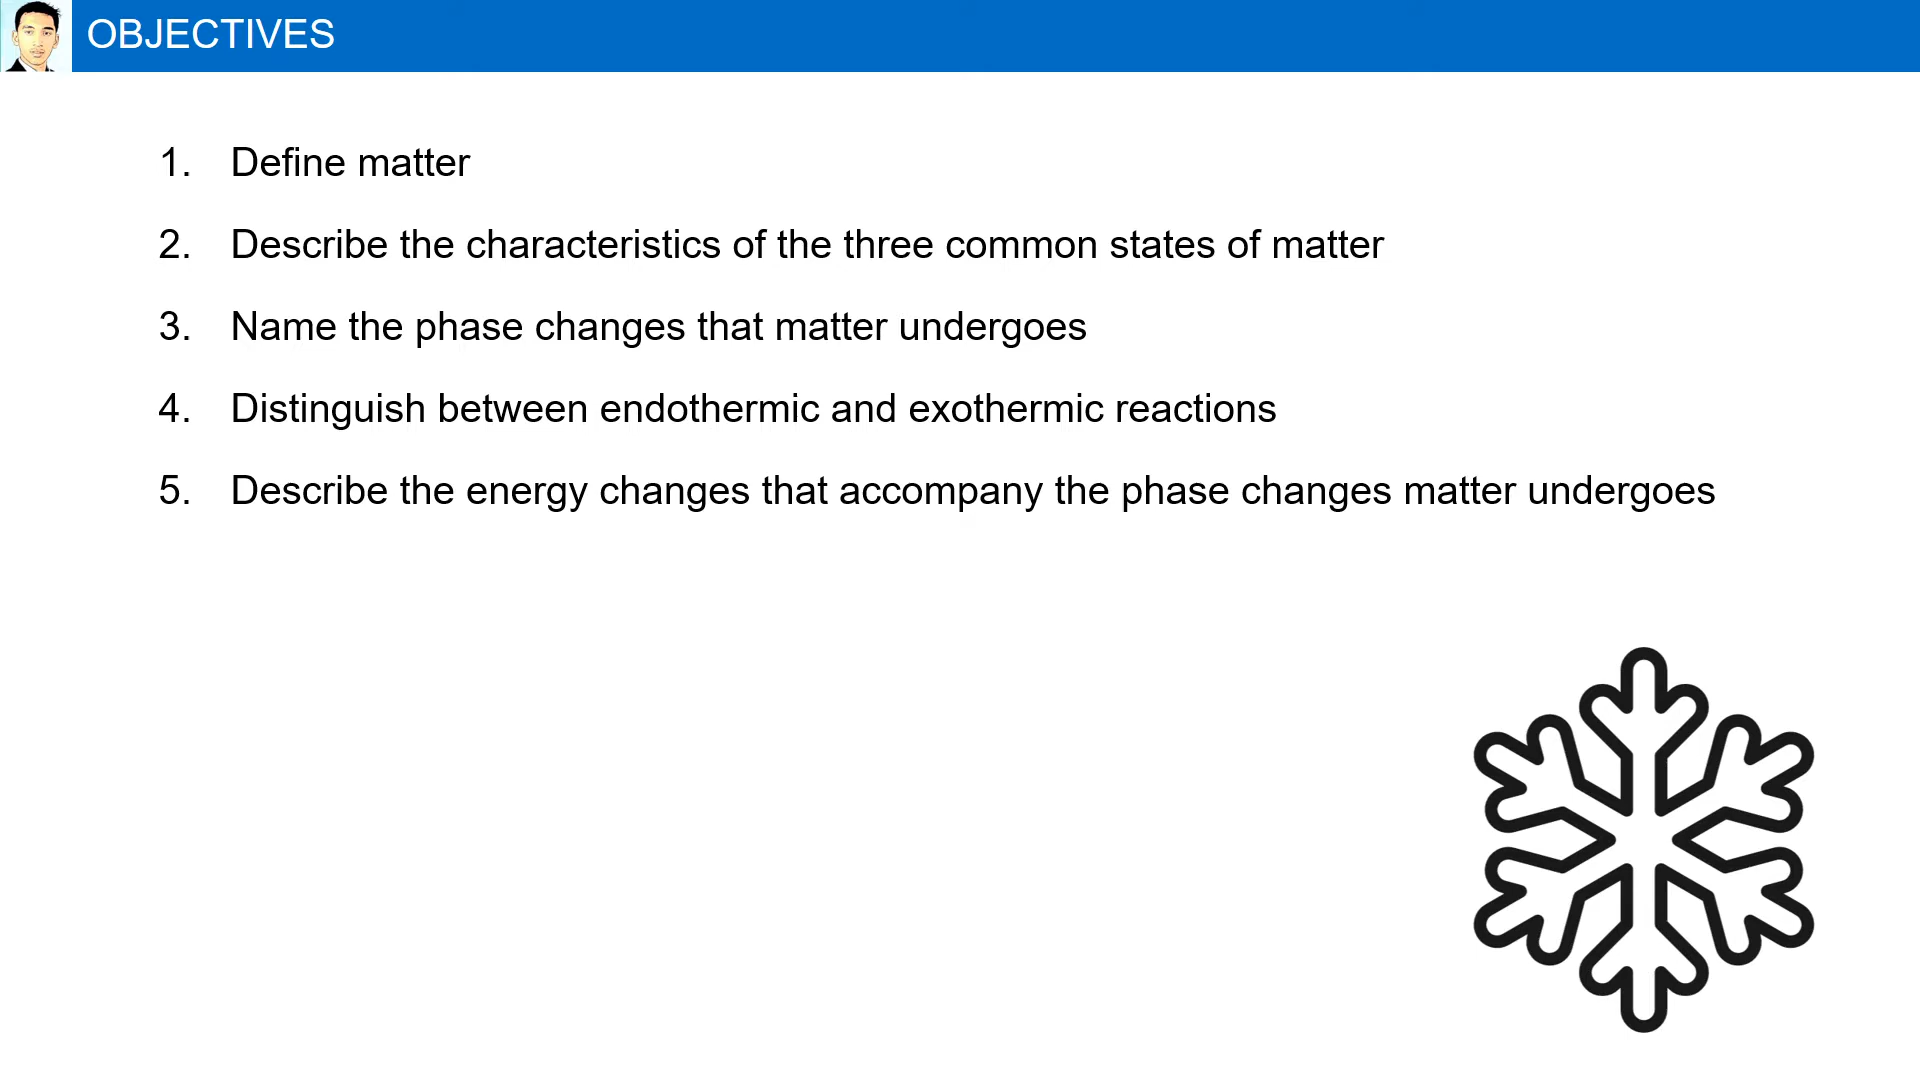 OBJECTIVES
1. Define matter
2. Describe the characteristics of the three common states of matter
3. Name the phase changes that matter undergoes
4. Distinguish between endothermic and exothermic reactions
5. Describe the energy changes that accompany the phase changes matter undergoes